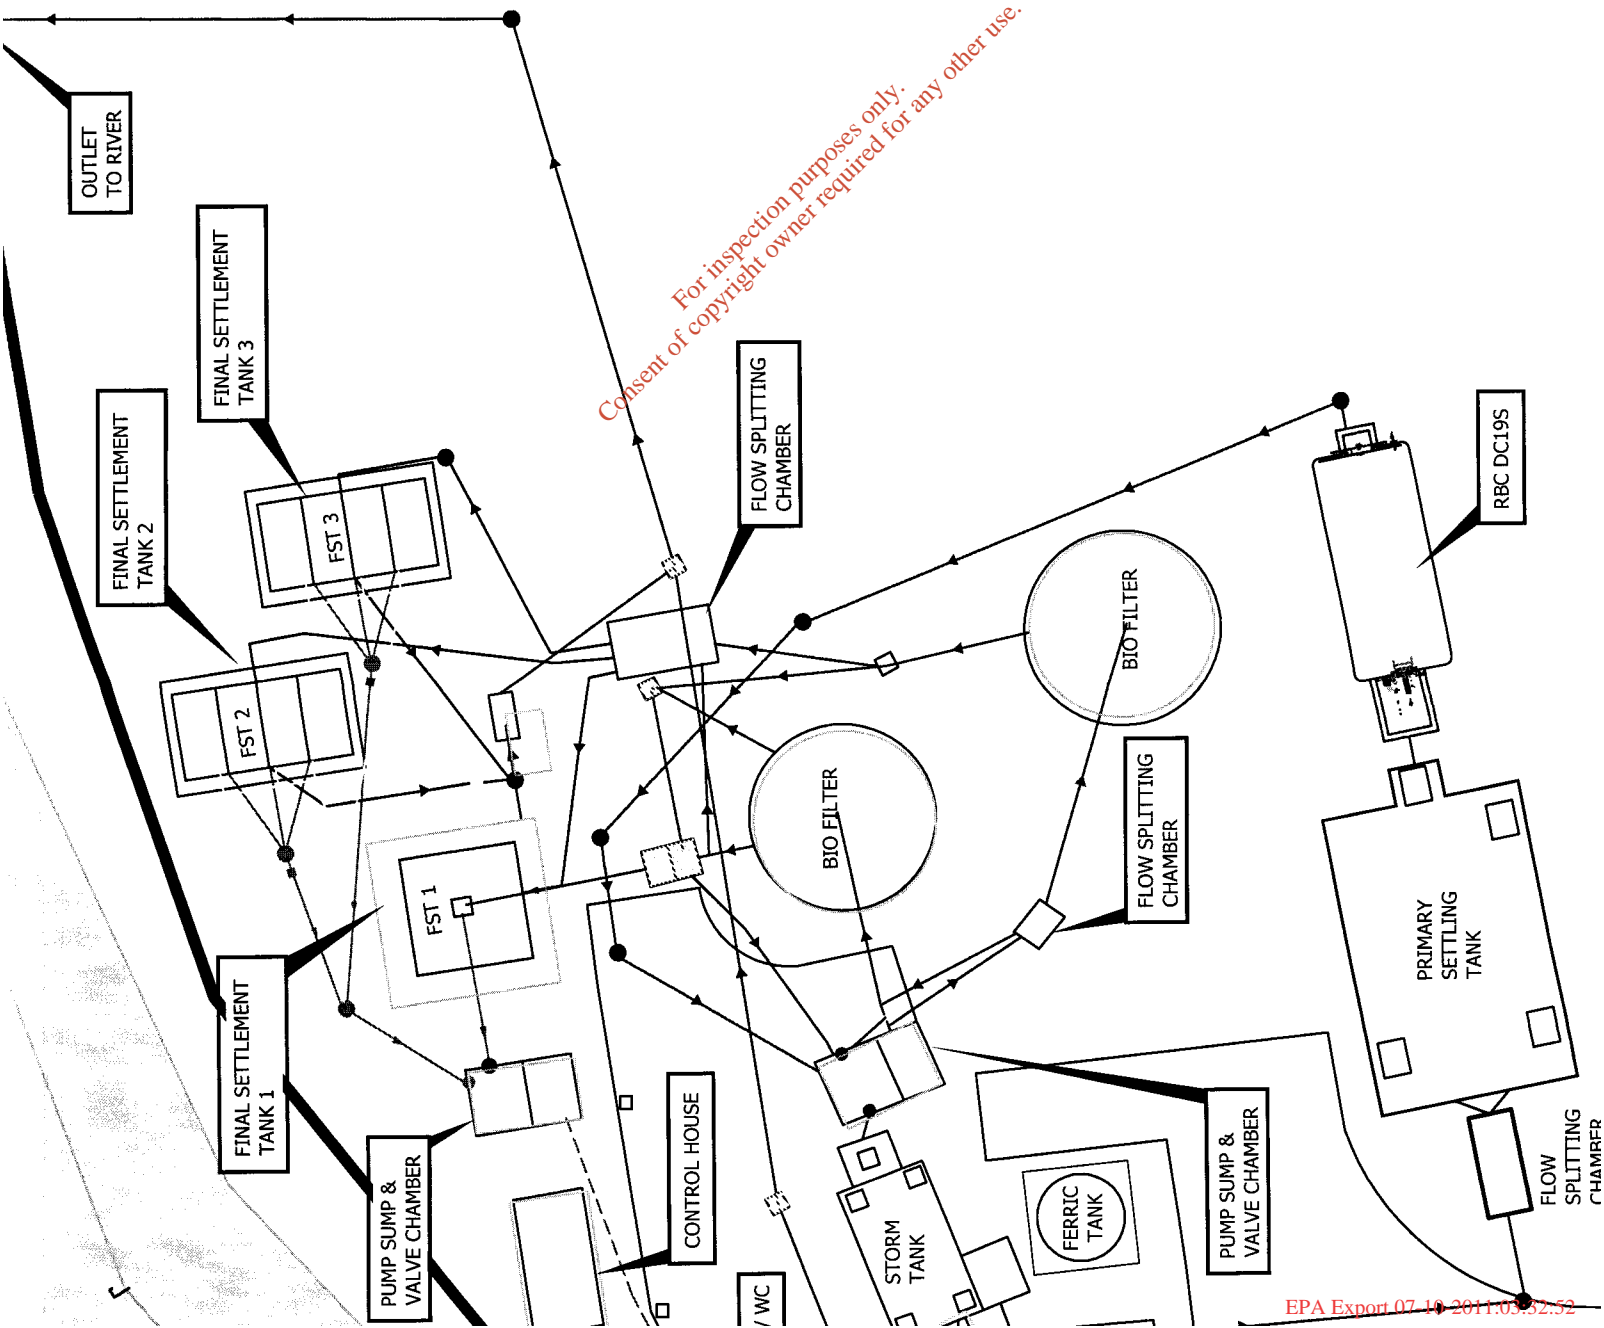 OUTLET
TO RIVER
FINAL SETTLEMENT
TANK 3
FINAL SETTLEMENT
TANK 2
FST 3
FST 2
FST 1
FINAL SETTLEMENT
TANK 1
PUMP SUMP &
VALVE CHAMBER
CONTROL HOUSE
FLOW SPLITTING
CHAMBER
BIO FILTER
BIO FILTER
FLOW SPLITTING
CHAMBER
RBC DC19S
PRIMARY
SETTLING
TANK
FLOW
SPLITTING
CHAMBER
PUMP SUMP &
VALVE CHAMBER
FERRIC
TANK
STORM
TANK
WC
For inspection purposes only.
Consent of copyright owner required for any other use.
EPA Export 07-10-2011:03:32:52